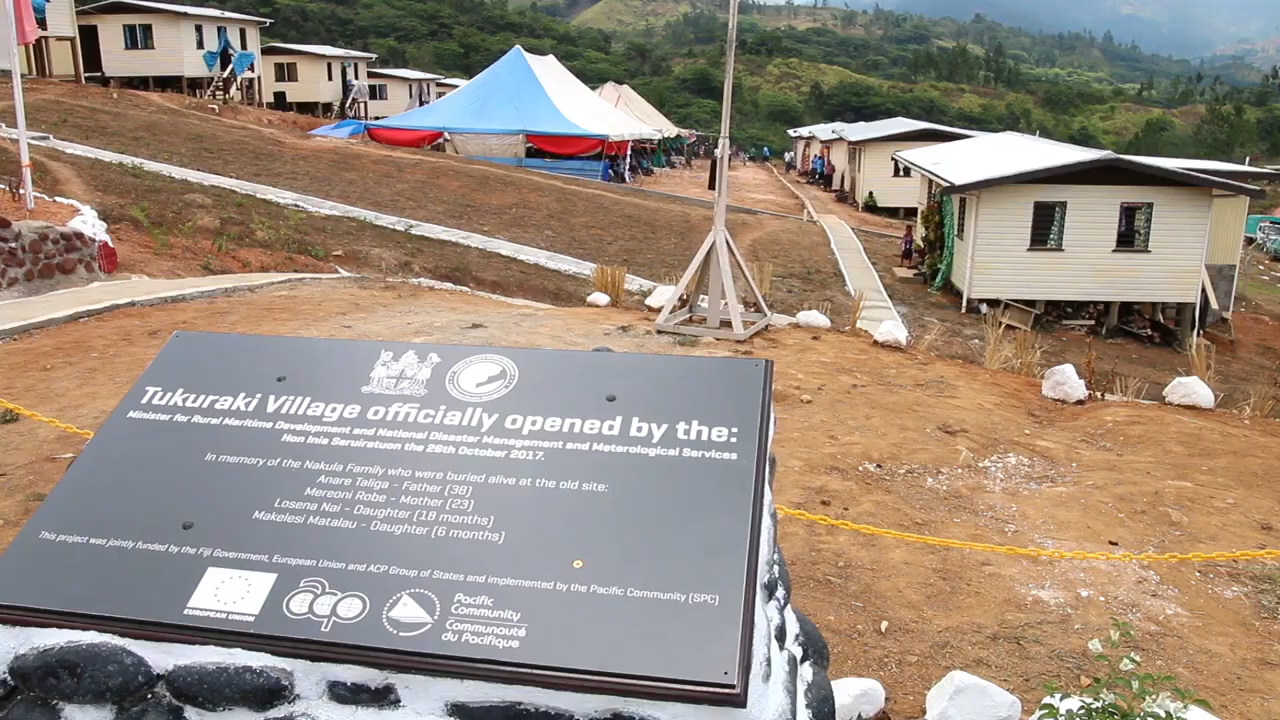 Tukuraki Village officially opened by the:
Minister for Rural Maritime Development and National Disaster Management and Meterological Services
Hon Inia Seruiratuon the 26th October 2017.
In memory of the Nakula Family who were buried alive at the old site:
Anare Taliga - Father (38)
Mereoni Robe - Mother (23)
Losena Nai - Daughter (18 months)
Makelesi Matalau - Daughter (6 months)
This project was jointly funded by the Fiji Government, European Union and ACP Group of States and implemented by the Pacific Community (SPC)
EUROPEAN UNION
acp
Pacific
Community
Communauté
du Pacifique